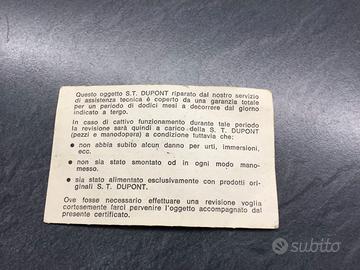 Questo oggetto S.T. DUPONT riparato dal nostro servizio
di assistenza tecnica è coperto da una garanzia totale
per un periodo di dodici mesi a decorrere dal giorno
indicato a tergo.
In caso di cattivo funzionamento durante tale periodo
la revisione sarà quindi a carico della S. T. DUPONT
(pezzi e manodopera) a condizione tuttavia che:
● non abbia subito alcun danno per urti, immersioni,
ecc.
● non sia stato smontato od in ogni modo mano-
messo.
● sia stato alimentato esclusivamente con prodotti ori-
ginali S. T. DUPONT.
Ove fosse necessario effettuare una revisione voglia
cortesemente farci pervenire l'oggetto accompagnato dal
presente certificato.
subito